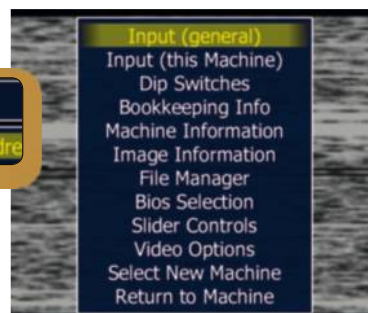 Input (general)
Input (this Machine)
Dip Switches
Bookkeeping Info
Machine Information
Image Information
File Manager
Bios Selection
Slider Controls
Video Options
Select New Machine
Return to Machine
dre